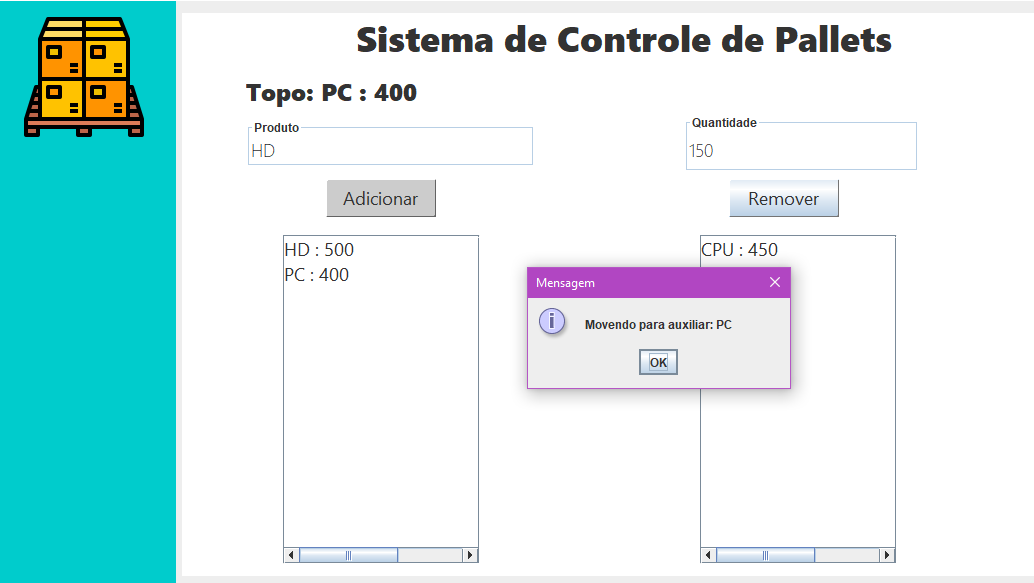 Sistema de Controle de Pallets
Topo: PC : 400
Produto
HD
Quantidade
150
Adicionar
Remover
HD : 500
PC : 400
CPU : 450
Mensagem
Movendo para auxiliar: PC
OK